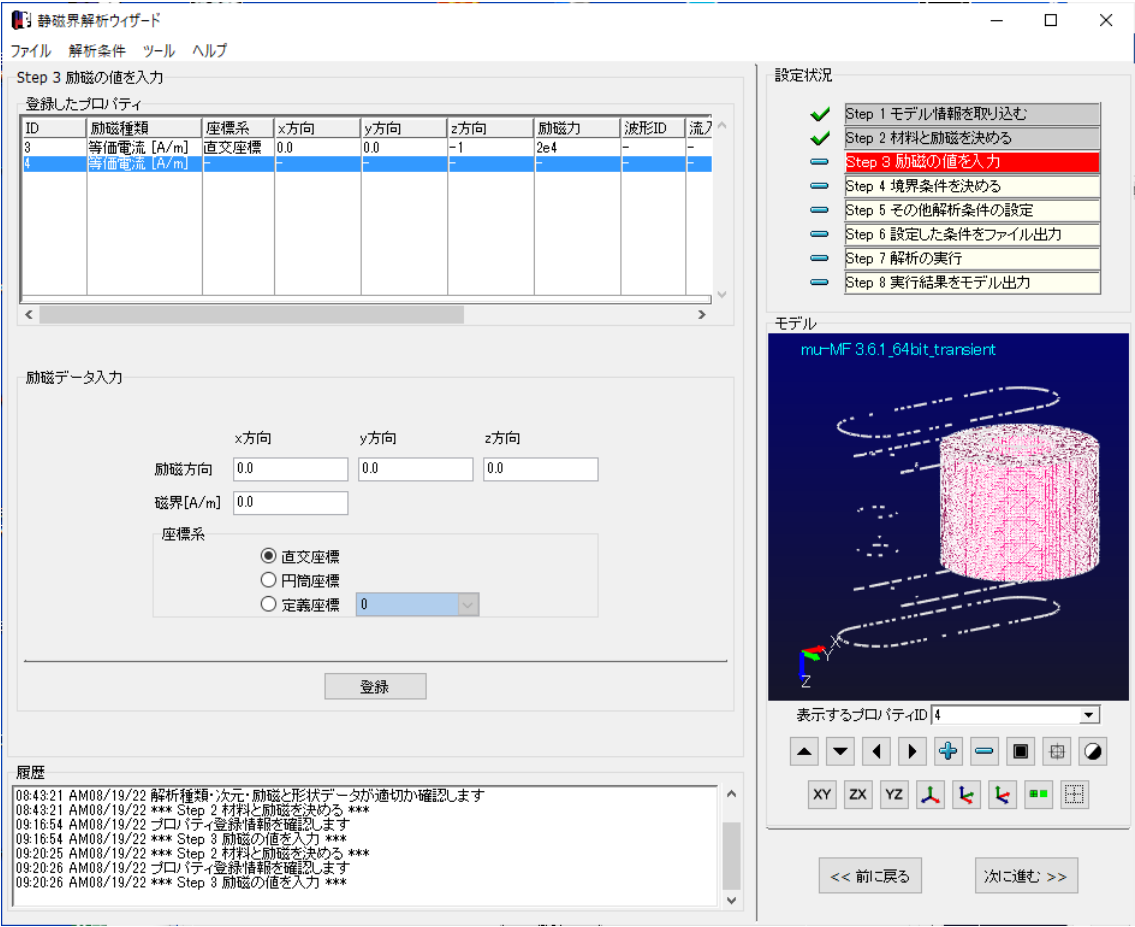 静磁界解析ウィザード
ファイル 解析条件 ツール ヘルプ
Step 3 励磁の値を入力
登録したプロパティ
ID 励磁種類 座標系 x方向 y方向 z方向 励磁力 波形ID
3 等価電流 [A/m] 直交座標 0.0 0.0 -1 2e4 - -
4 等価電流 [A/m] - - - - - - -
励磁データ入力
x方向 y方向 z方向
励磁方向 0.0 0.0 0.0
磁界[A/m] 0.0
座標系
直交座標
円筒座標
定義座標 0
登録
履歴
08:43:21 AM08/19/22 解析種類・次元・励磁と形状データが適切か確認します
08:43:21 AM08/19/22 *** Step 2 材料と励磁を決める ***
09:16:54 AM08/19/22 プロパティ登録情報を確認します
09:16:54 AM08/19/22 *** Step 3 励磁の値を入力 ***
09:20:25 AM08/19/22 *** Step 2 材料と励磁を決める ***
09:20:26 AM08/19/22 プロパティ登録情報を確認します
09:20:26 AM08/19/22 *** Step 3 励磁の値を入力 ***
設定状況
Step 1 モデル情報を取り込む
Step 2 材料と励磁を決める
Step 3 励磁の値を入力
Step 4 境界条件を決める
Step 5 その他解析条件の設定
Step 6 設定した条件をファイル出力
Step 7 解析の実行
Step 8 実行結果をモデル出力
モデル
mu-MF 3.6.1_64bit_transient
X
Y
Z
表示するプロパティID 4
XY ZX YZ
<< 前に戻る 次に進む >>